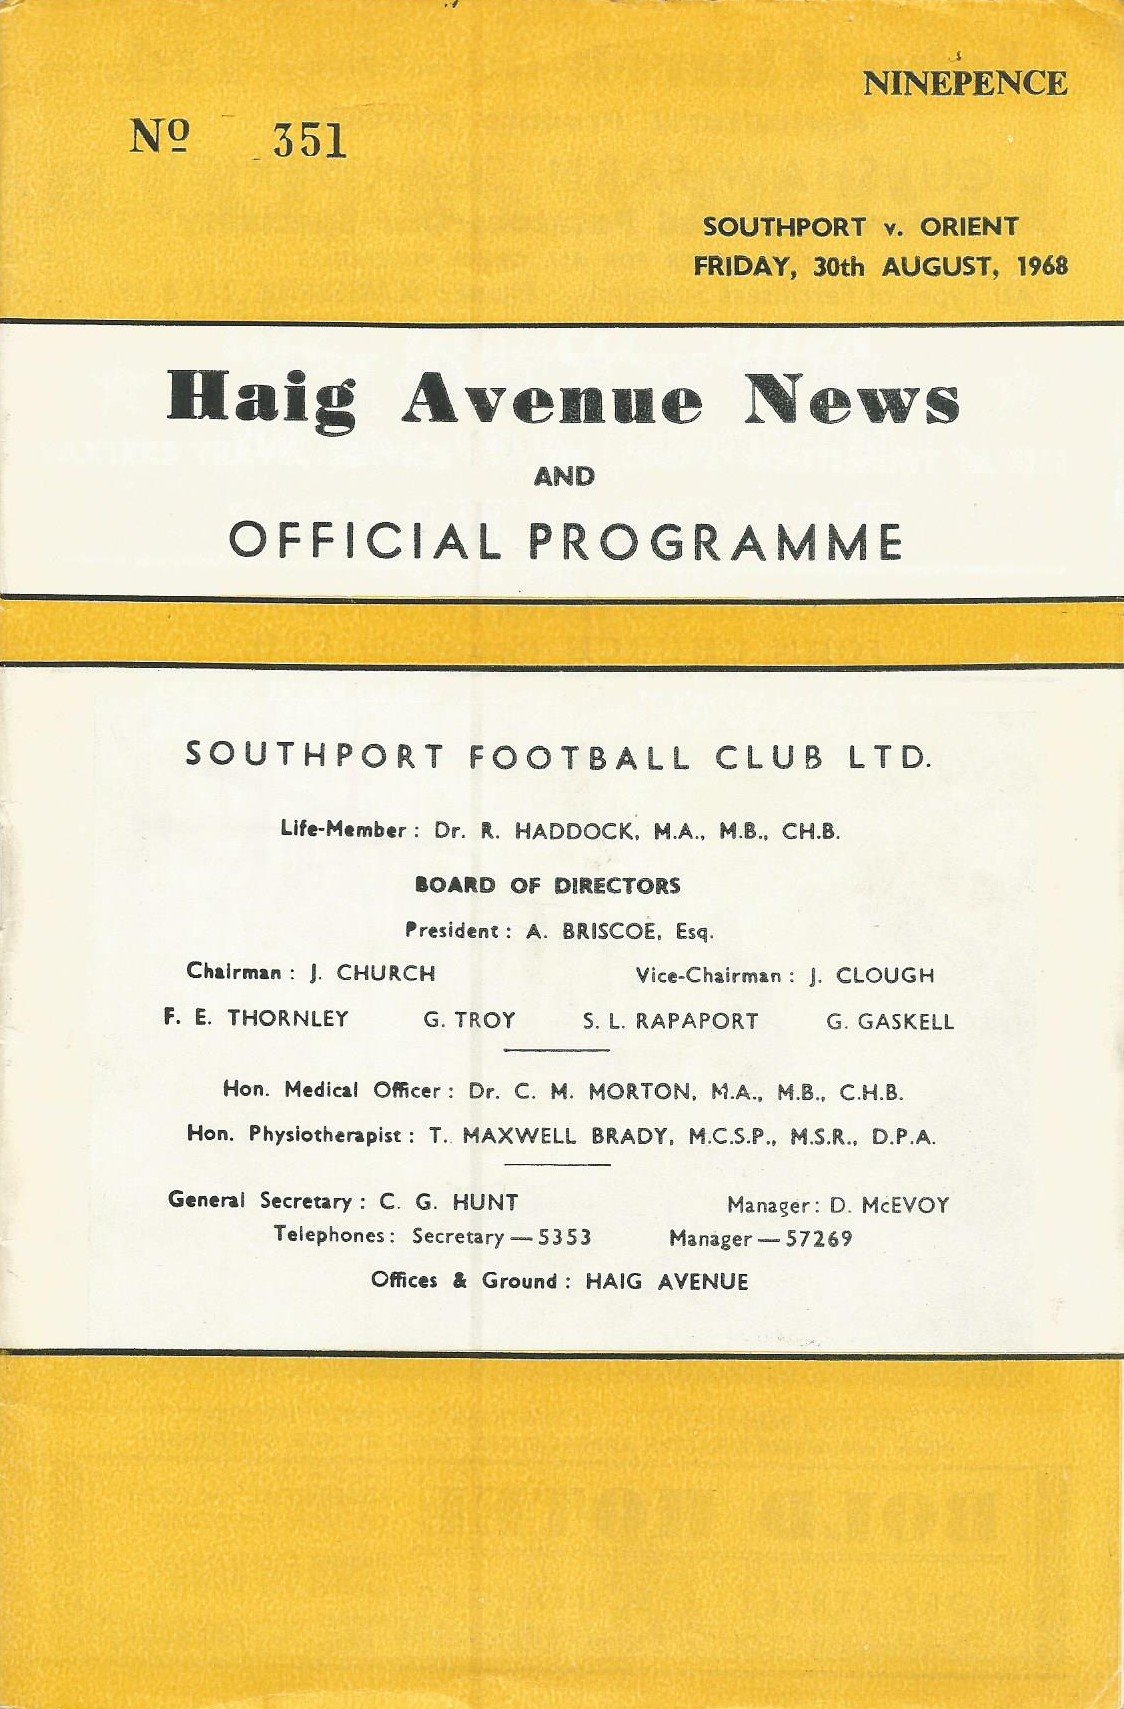 NINEPENCE
Nº 351
SOUTHPORT v. ORIENT
FRIDAY, 30th AUGUST, 1968
Haig Avenue News
AND
OFFICIAL PROGRAMME
SOUTHPORT FOOTBALL CLUB LTD.
Life-Member : Dr. R. HADDOCK, M.A., M.B., CH.B.
BOARD OF DIRECTORS
President : A. BRISCOE, Esq.
Chairman : J. CHURCH Vice-Chairman : J. CLOUGH
F. E. THORNLEY G. TROY S. L. RAPAPORT G. GASKELL
Hon. Medical Officer : Dr. C. M. MORTON, M.A., M.B., C.H.B.
Hon. Physiotherapist : T. MAXWELL BRADY, M.C.S.P., M.S.R., D.P.A.
General Secretary : C. G. HUNT Manager : D. McEVOY
Telephones : Secretary — 5353 Manager — 57269
Offices & Ground : HAIG AVENUE